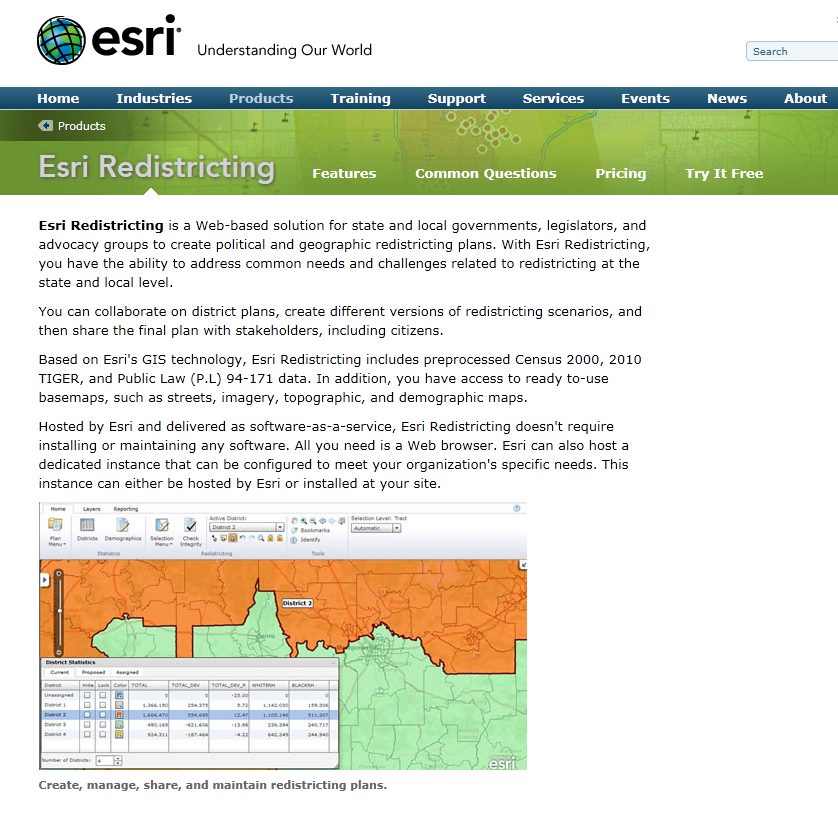 esri
Understanding Our World
Search
Home Industries Products Training Support Services Events News About
Products
Esri Redistricting Features Common Questions Pricing Try It Free
Esri Redistricting is a Web-based solution for state and local governments, legislators, and
advocacy groups to create political and geographic redistricting plans. With Esri Redistricting,
you have the ability to address common needs and challenges related to redistricting at the
state and local level.
You can collaborate on district plans, create different versions of redistricting scenarios, and
then share the final plan with stakeholders, including citizens.
Based on Esri's GIS technology, Esri Redistricting includes preprocessed Census 2000, 2010
TIGER, and Public Law (P.L) 94-171 data. In addition, you have access to ready to-use
basemaps, such as streets, imagery, topographic, and demographic maps.
Hosted by Esri and delivered as software-as-a-service, Esri Redistricting doesn't require
installing or maintaining any software. All you need is a Web browser. Esri can also host a
dedicated instance that can be configured to meet your organization's specific needs. This
instance can either be hosted by Esri or installed at your site.
Home Layers Reporting
Active District: Selection Level: Tract
District 2 Automatic
Bookmarks
Identify
Plan Menu Districts Demographics Selection Menu Check Integrity
Statistics Redistricting Tools
District 2
District Statistics
Current Proposed Assigned
District Hide Lock Color TOTAL TOTAL_DEV TOTAL_DEV_P WHITENH BLACKNH
Unassigned 0 0 -25.00 0 0
District 1 1,366,150 254,375 5.72 1,142,030 159,306
District 2 1,666,470 554,695 12.47 1,105,146 511,557
District 3 490,169 -621,606 -13.98 236,394 240,717
District 4 924,311 -187,464 -4.22 642,249 244,940
Number of Districts: 4
esri
Create, manage, share, and maintain redistricting plans.